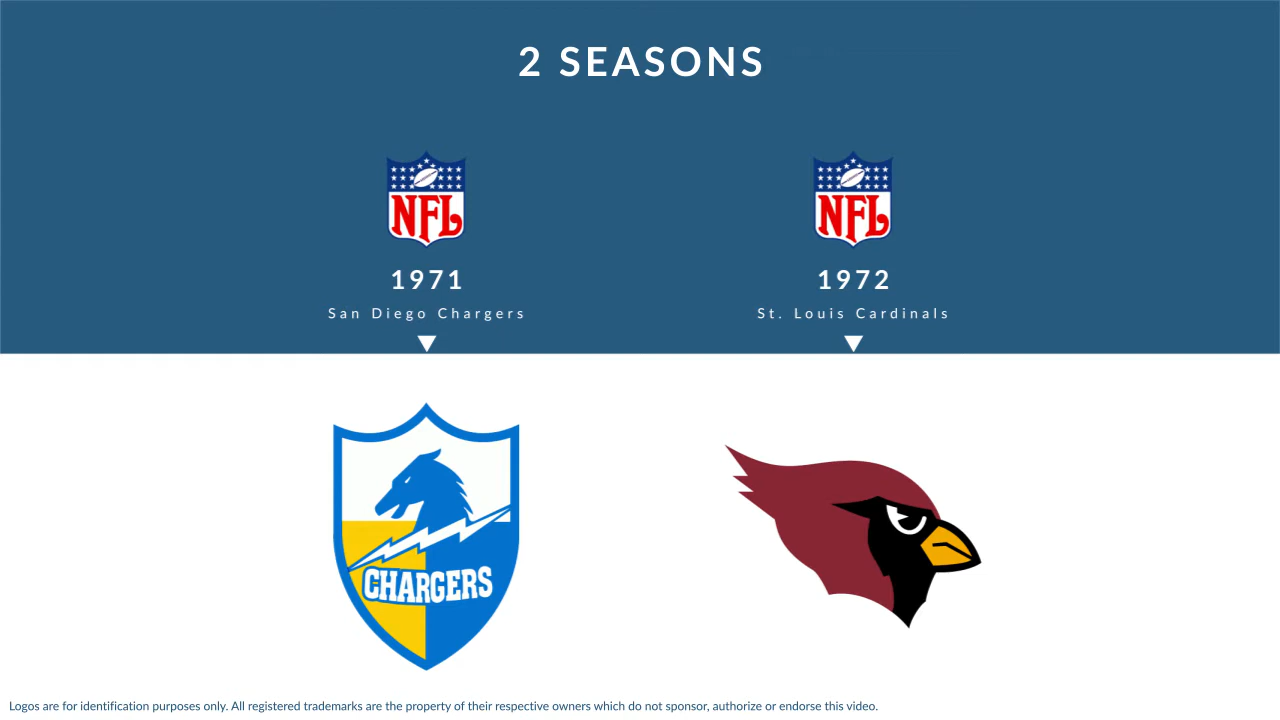 2 SEASONS
NFL
NFL
1971
1972
San Diego Chargers
St. Louis Cardinals
CHARGERS
Logos are for identification purposes only. All registered trademarks are the property of their respective owners which do not sponsor, authorize or endorse this video.